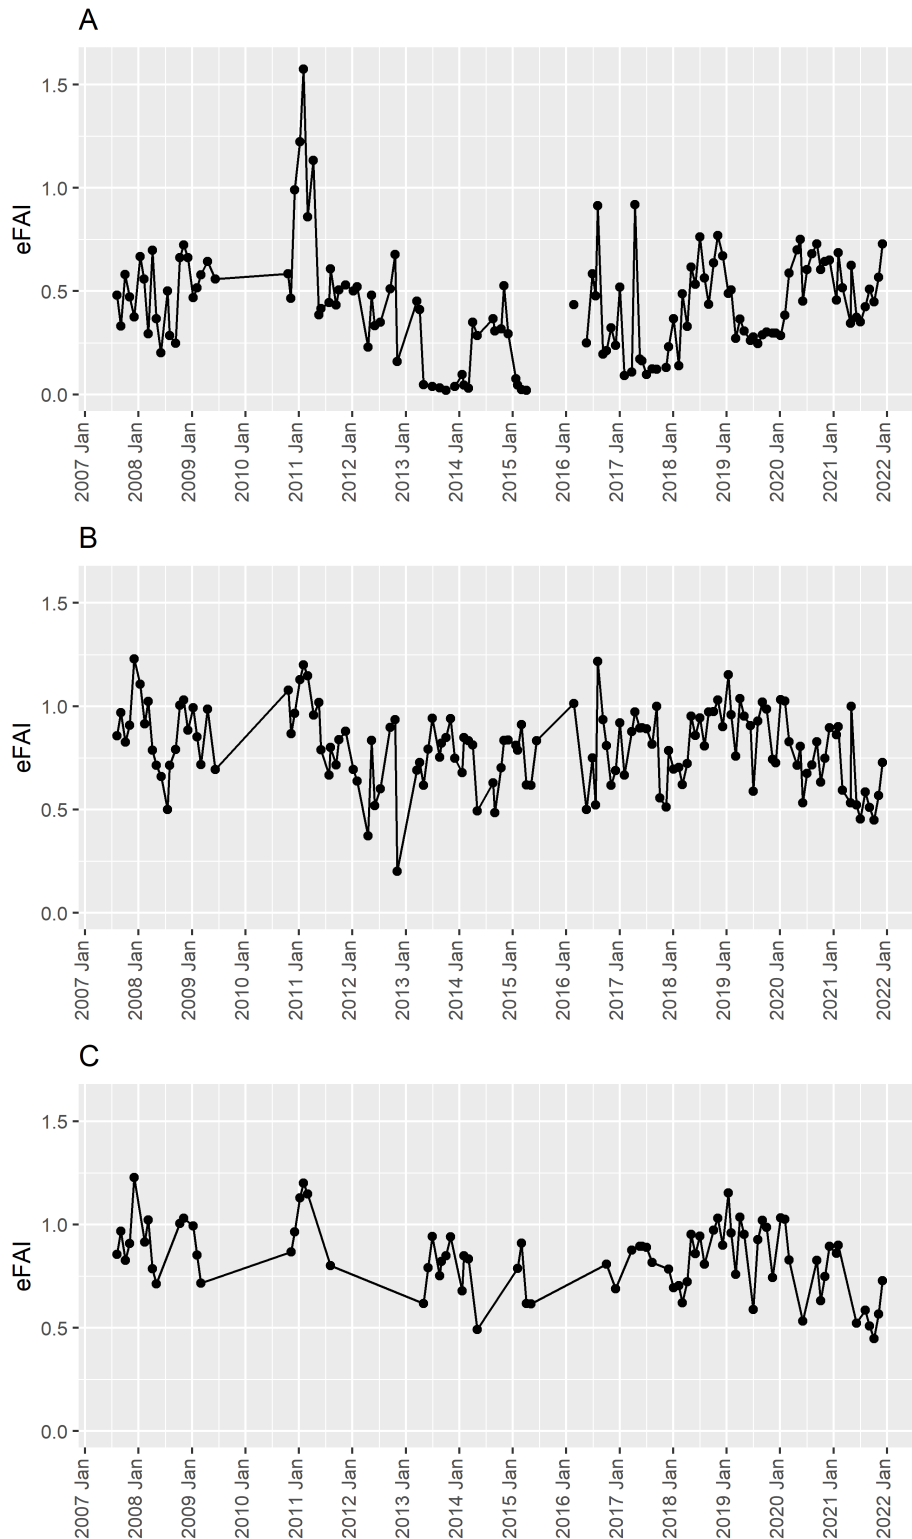 A
1.5
1.0
0.5
0.0
eFAI
2007 Jan
2008 Jan
2009 Jan
2010 Jan
2011 Jan
2012 Jan
2013 Jan
2014 Jan
2015 Jan
2016 Jan
2017 Jan
2018 Jan
2019 Jan
2020 Jan
2021 Jan
2022 Jan
B
1.5
1.0
0.5
0.0
eFAI
2007 Jan
2008 Jan
2009 Jan
2010 Jan
2011 Jan
2012 Jan
2013 Jan
2014 Jan
2015 Jan
2016 Jan
2017 Jan
2018 Jan
2019 Jan
2020 Jan
2021 Jan
2022 Jan
C
1.5
1.0
0.5
0.0
eFAI
2007 Jan
2008 Jan
2009 Jan
2010 Jan
2011 Jan
2012 Jan
2013 Jan
2014 Jan
2015 Jan
2016 Jan
2017 Jan
2018 Jan
2019 Jan
2020 Jan
2021 Jan
2022 Jan